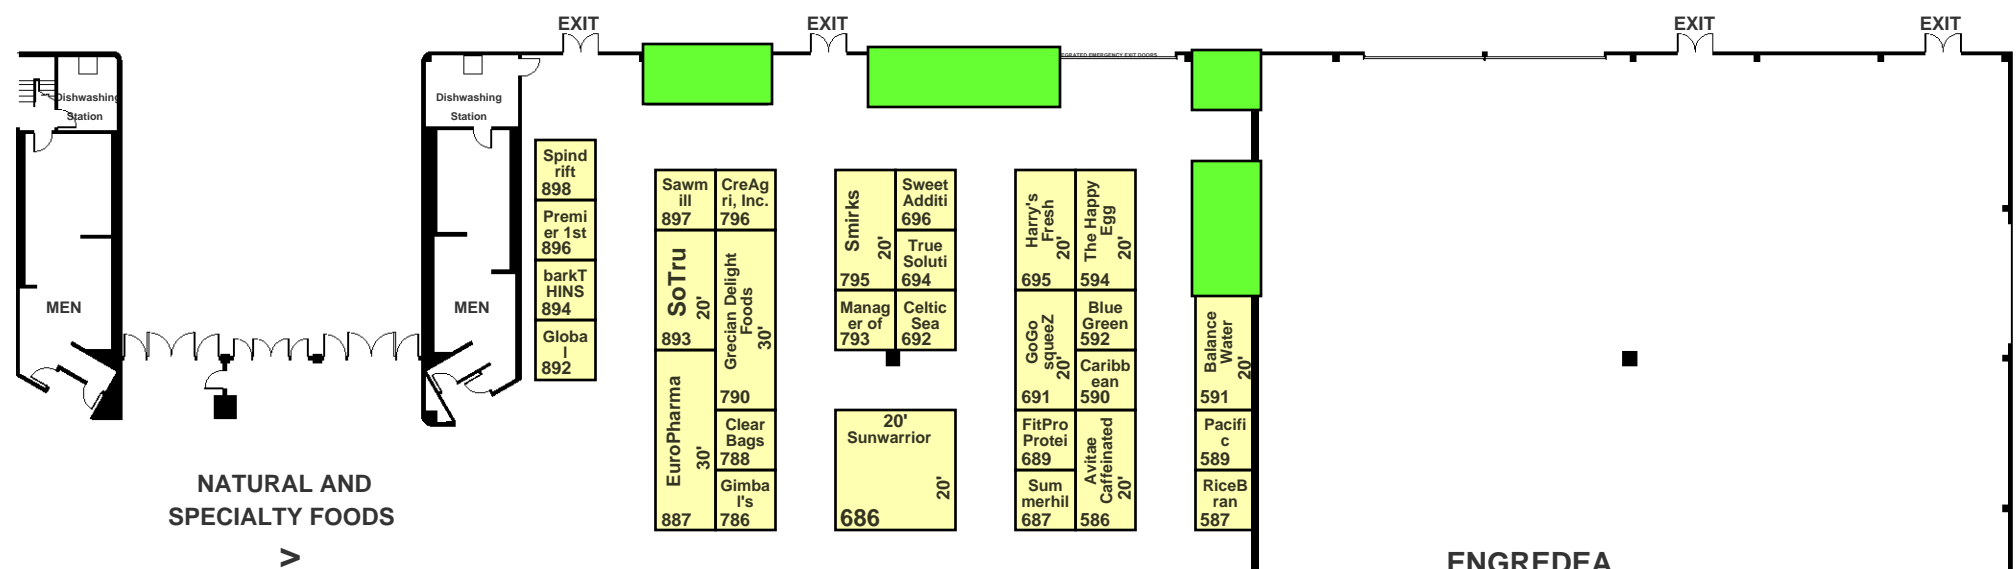 EXIT
EXIT
EXIT
EXIT
EMERGENCY EXIT DOORS
Dishwashing
Station
Dishwashing
Station
MEN
MEN
Spind
rift
898
Premi
er 1st
896
barkT
HINS
894
Globa
l
892
Sawm
ill
897
CreAg
ri, Inc.
796
SoTru
20'
893
Grecian Delight
Foods
30'
790
EuroPharma
30'
887
Clear
Bags
788
Gimba
l's
786
Smirks
20'
795
Sweet
Additi
696
True
Soluti
694
Manag
er of
793
Celtic
Sea
692
20'
Sunwarrior
20'
686
Harry's
Fresh
20'
695
The Happy
Egg
20'
594
GoGo
squeeZ
20'
691
Blue
Green
592
Caribb
ean
590
FitPro
Protei
689
Avitae
Caffeinated
20'
586
Sum
merhil
687
Balance
Water
20'
591
Pacifi
c
589
RiceB
ran
587
NATURAL AND
SPECIALTY FOODS
>
ENGREDEA